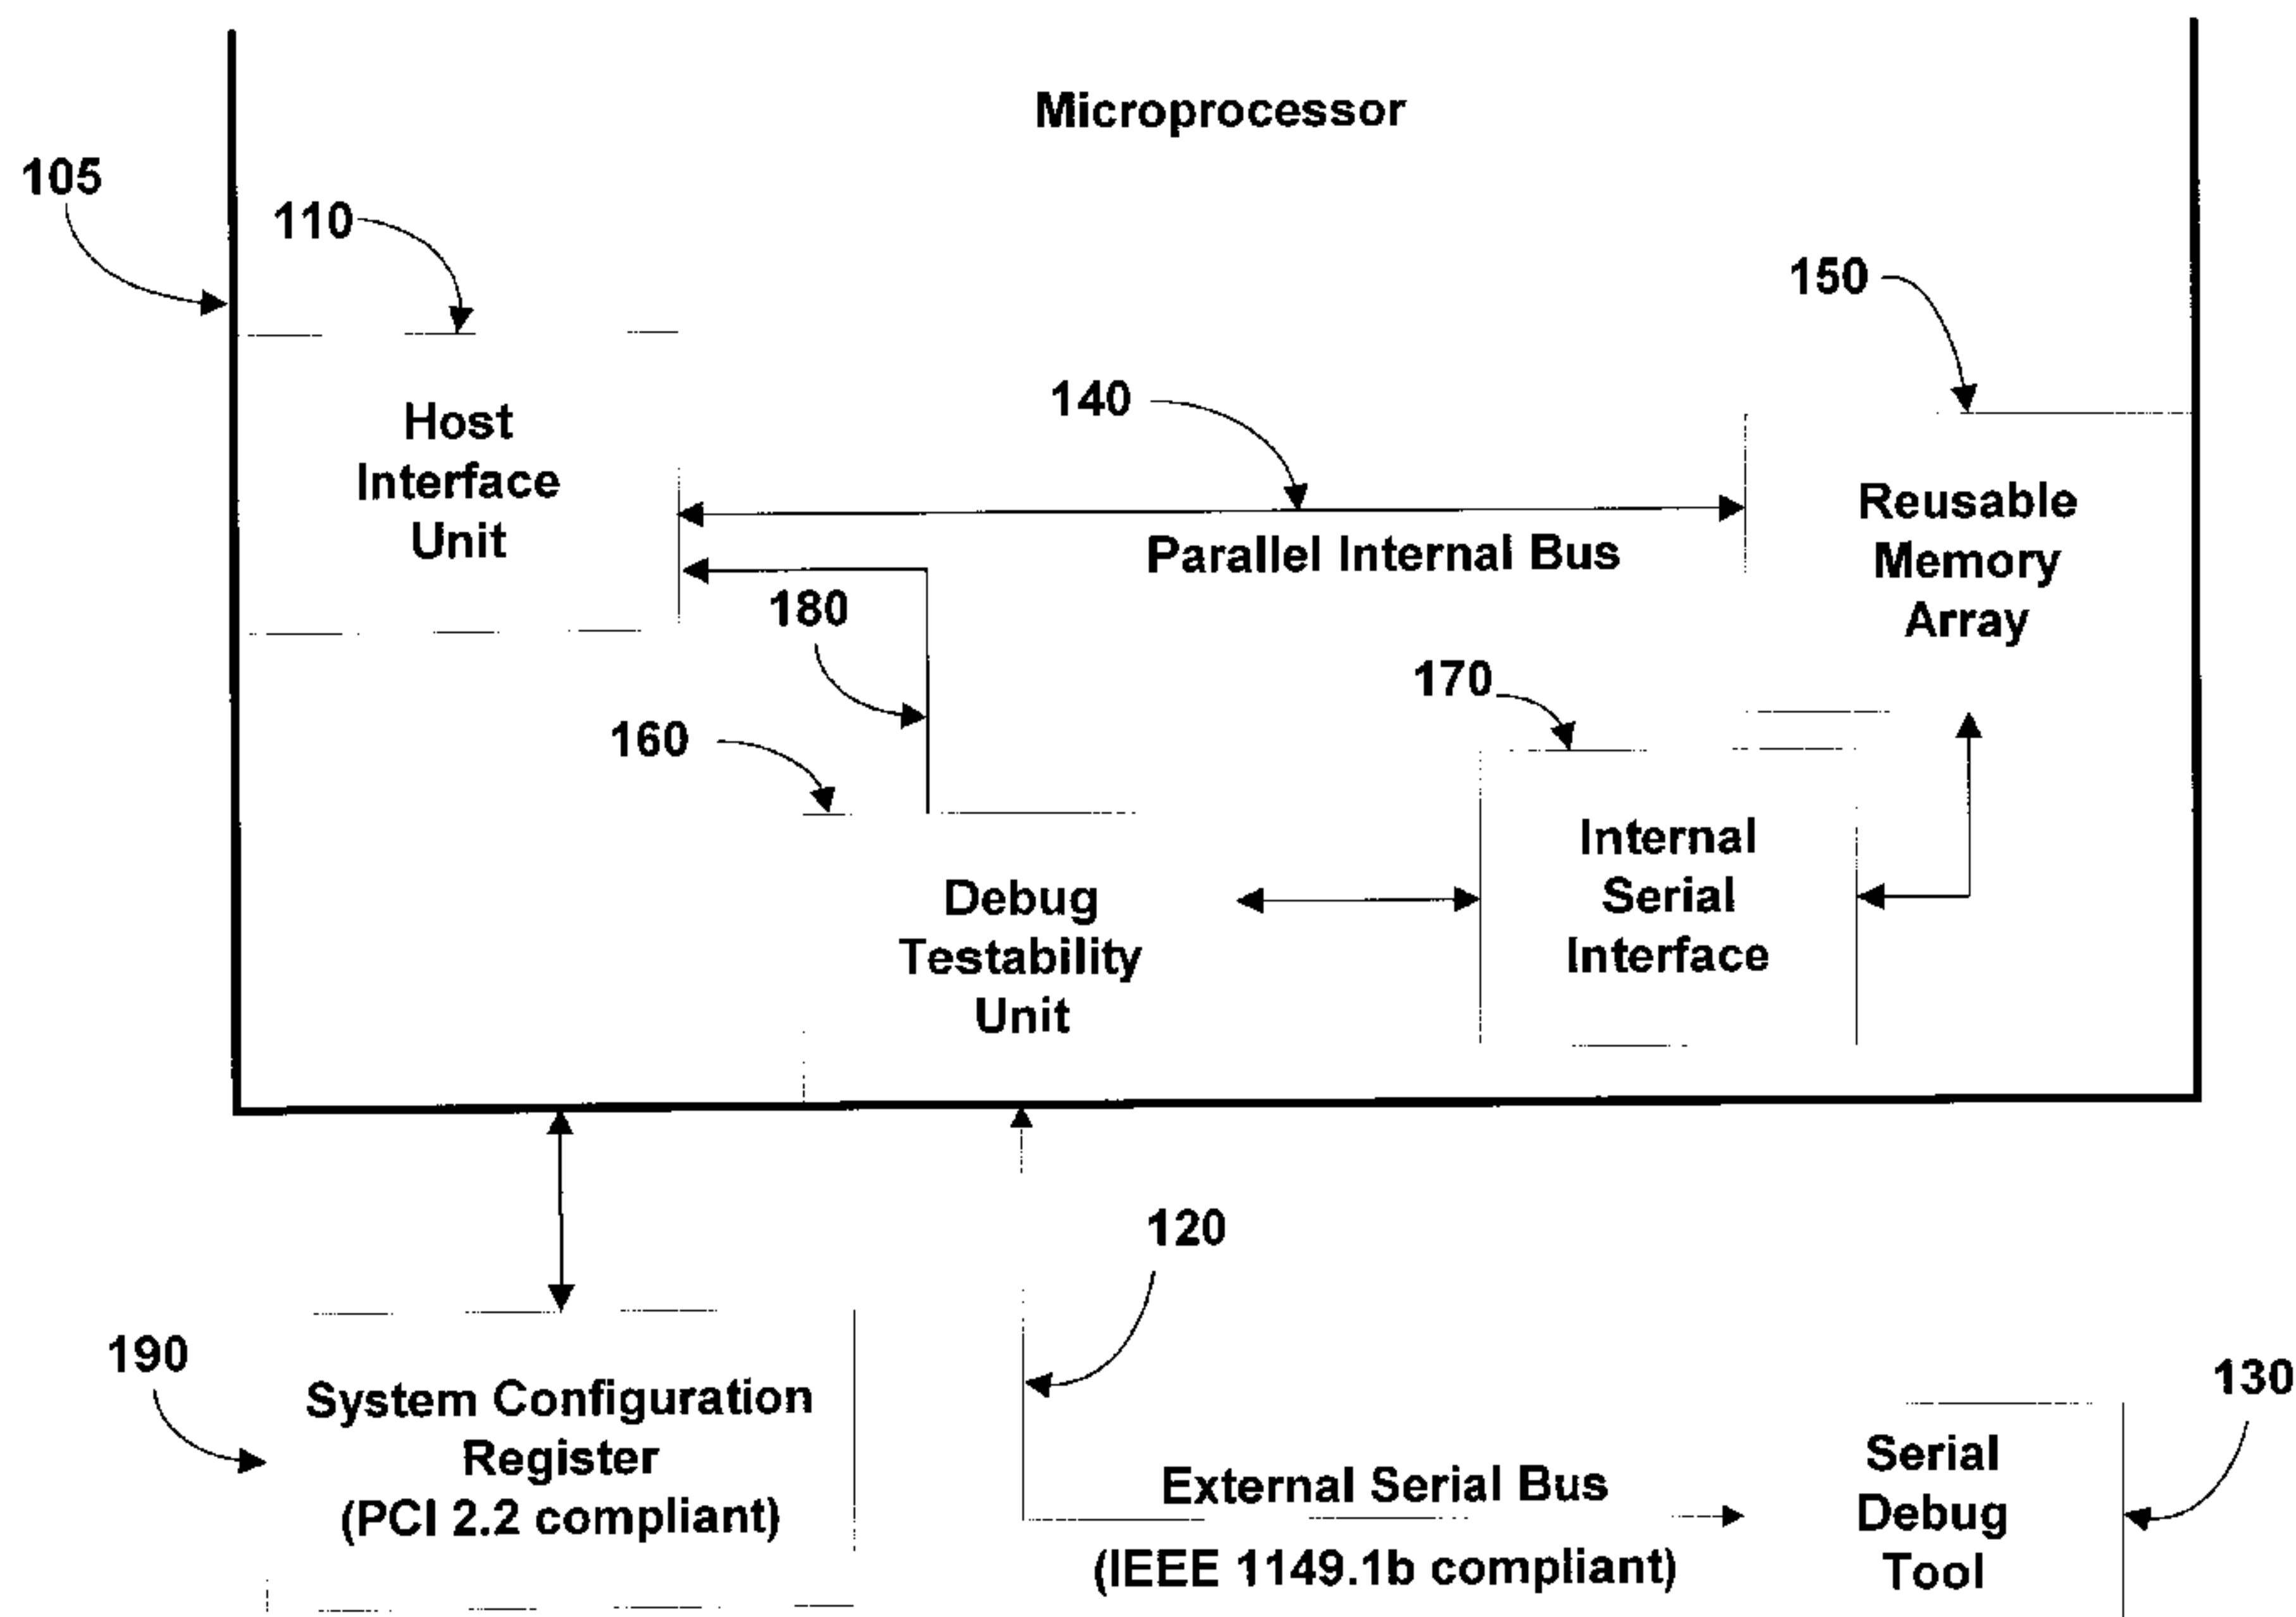 Microprocessor
105
110
150
Host
Interface
Unit
140
Reusable
Memory
Array
Parallel Internal Bus
180
170
160
Internal
Serial
Interface
Debug
Testability
Unit
120
190
130
System Configuration
Register
(PCI 2.2 compliant)
External Serial Bus
(IEEE 1149.1b compliant)
Serial
Debug
Tool